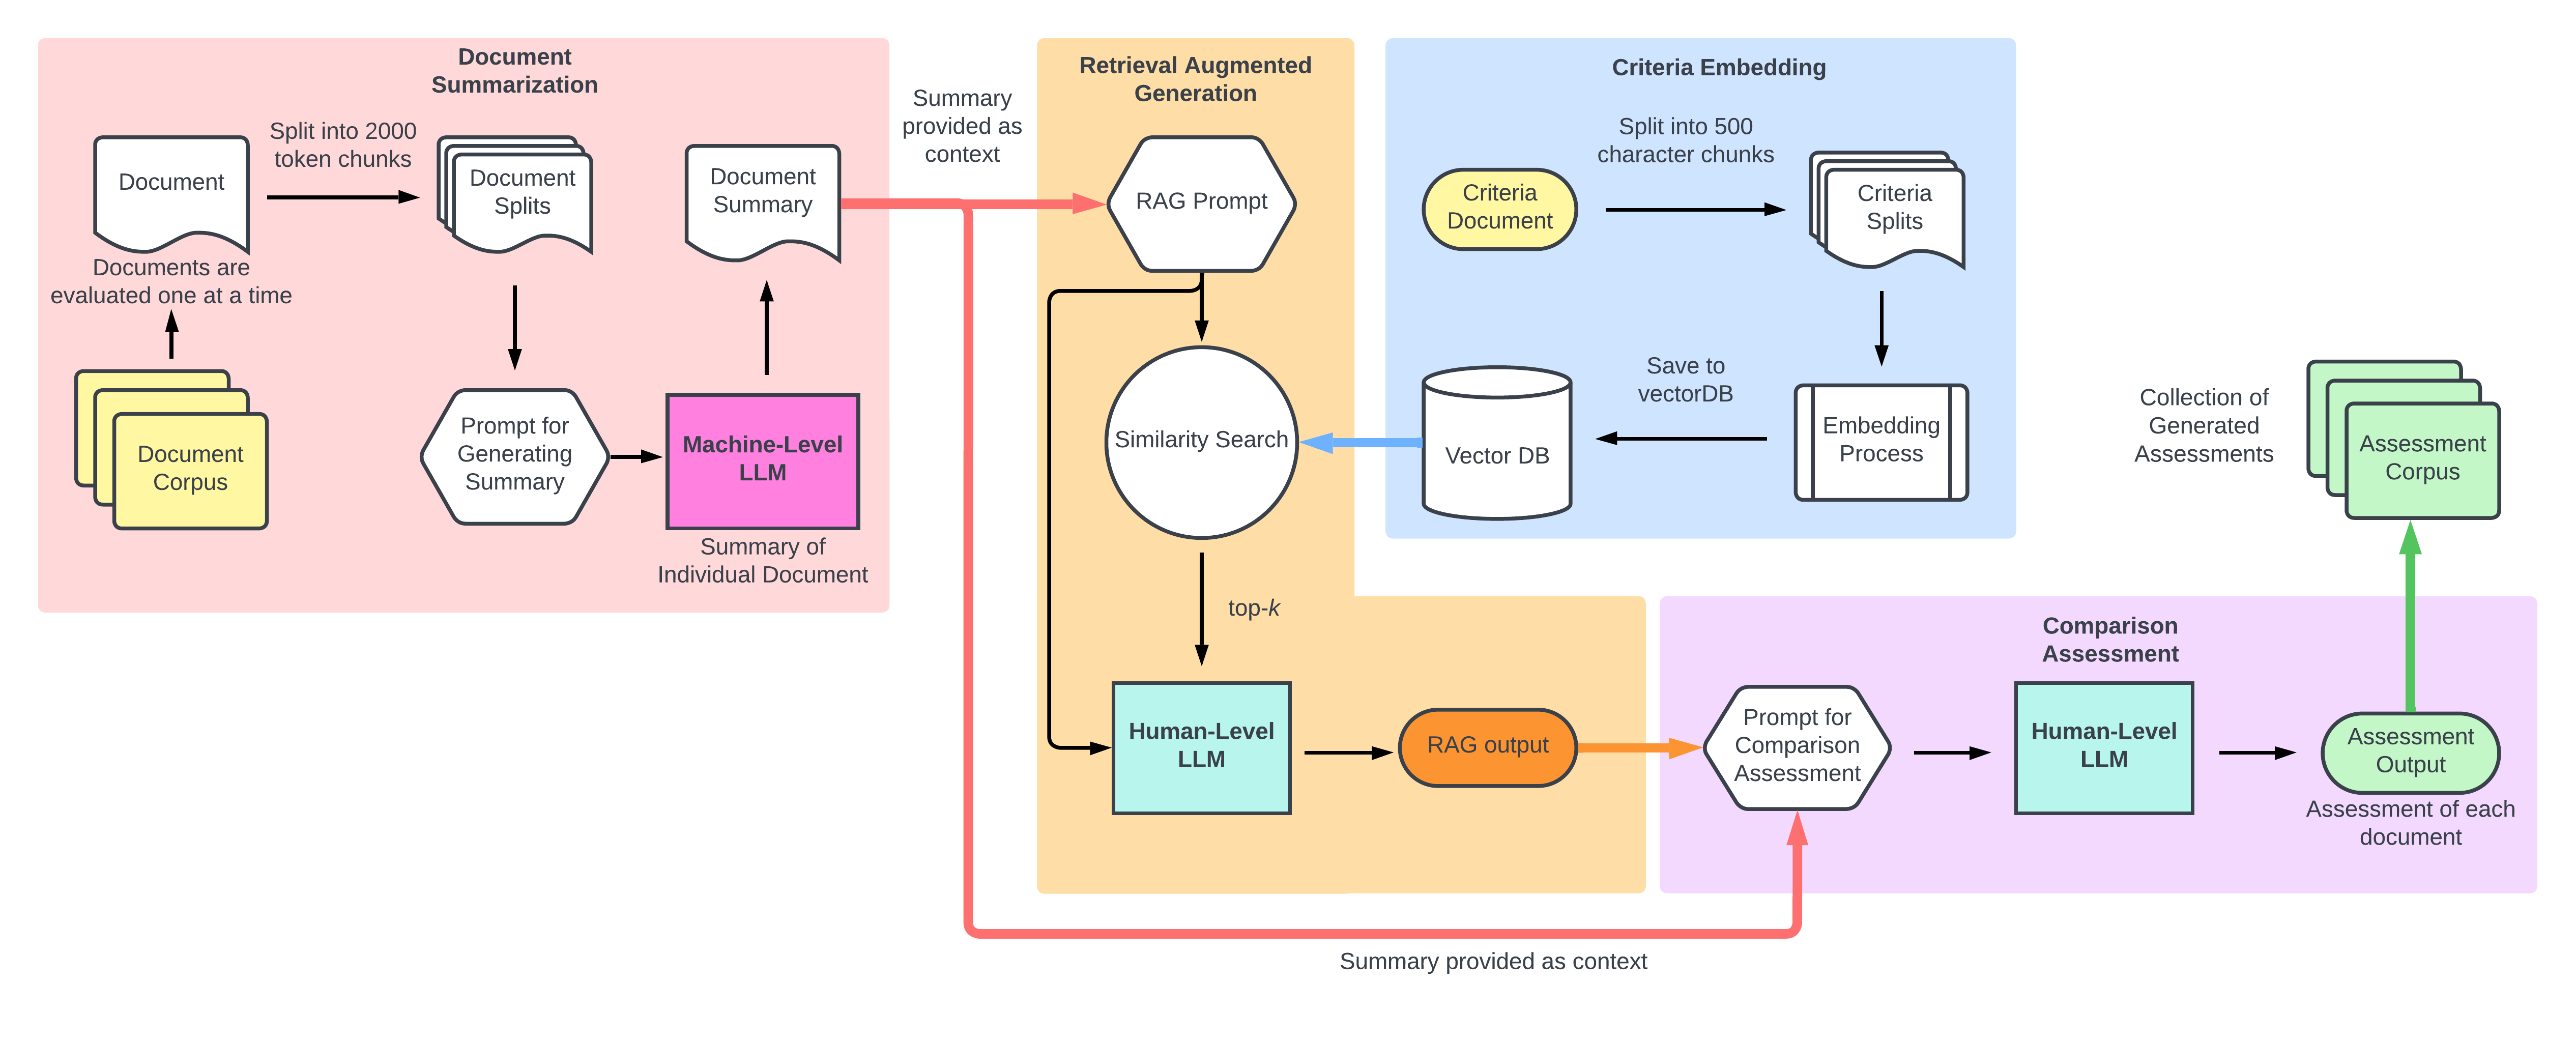 Document
Summarization
Split into 2000
token chunks
Document
Document
Splits
Document
Summary
Documents are
evaluated one at a time
Document
Corpus
Prompt for
Generating
Summary
Machine-Level
LLM
Summary of
Individual Document
Summary
provided as
context
Retrieval Augmented
Generation
RAG Prompt
Similarity Search
top-k
Human-Level
LLM
RAG output
Criteria Embedding
Split into 500
character chunks
Criteria
Document
Criteria
Splits
Save to
vectorDB
Vector DB
Embedding
Process
Collection of
Generated
Assessments
Assessment
Corpus
Comparison
Assessment
Prompt for
Comparison
Assessment
Human-Level
LLM
Assessment
Output
Assessment of each
document
Summary provided as context